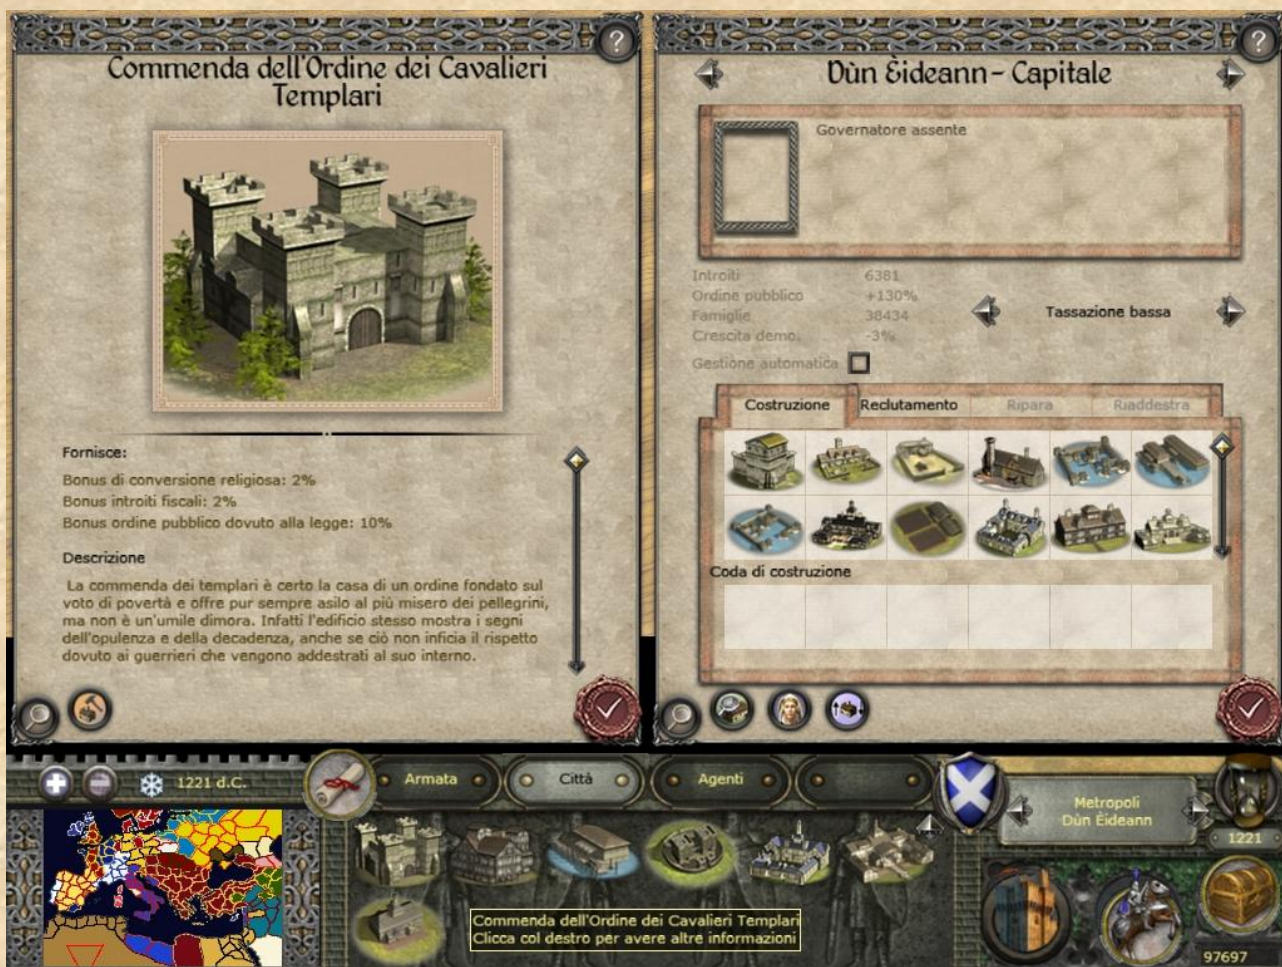 Commenda dell'Ordine dei Cavalieri
Templari
Fornisce:
Bonus di conversione religiosa: 2%
Bonus introiti fiscali: 2%
Bonus ordine pubblico dovuto alla legge: 10%
Descrizione
La commenda dei templari è certo la casa di un ordine fondato sul
voto di povertà e offre pur sempre asilo al più misero dei pellegrini,
ma non è un'umile dimora. Infatti l'edificio stesso mostra i segni
dell'opulenza e della decadenza, anche se ciò non inficia il rispetto
dovuto ai guerrieri che vengono addestrati al suo interno.
?
?
Dùn Èideann - Capitale
Governatore assente
Introiti 6381
Ordine pubblico +130%
Famiglie 38434
Crescita demo. -3%
Tassazione bassa
Gestione automatica
Costruzione Reclutamento Ripara Riaddestra
Coda di costruzione
1221 d.C.
Armata Città Agenti
Metropoli
Dùn Èideann
1221
Commenda dell'Ordine dei Cavalieri Templari
Clicca col destro per avere altre informazioni
97697